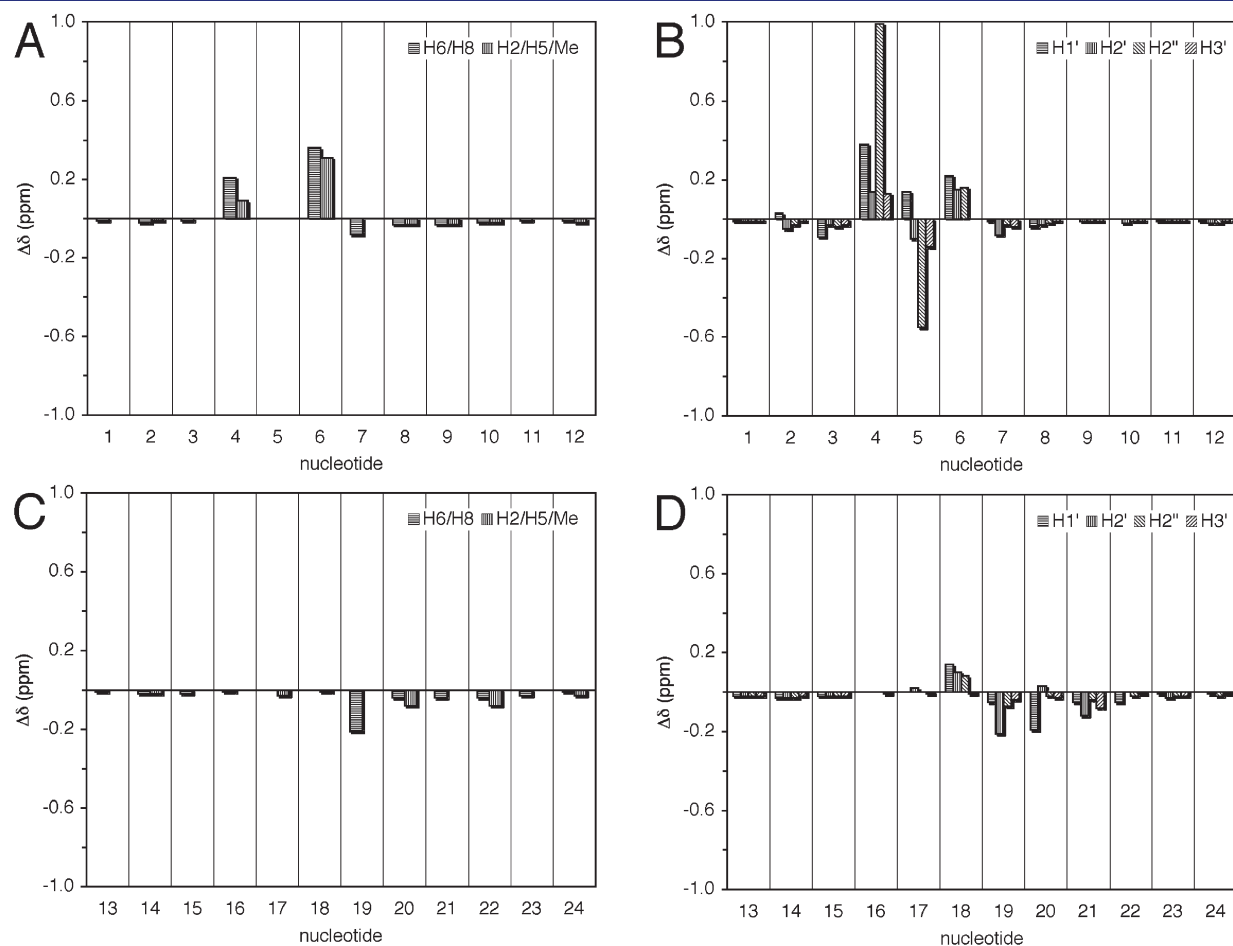 A
H6/H8 H2/H5/Me
1.0
0.6
0.2
-0.2
-0.6
-1.0
Δδ (ppm)
1 2 3 4 5 6 7 8 9 10 11 12
nucleotide
B
H1' H2' H2" H3'
1.0
0.6
0.2
-0.2
-0.6
-1.0
Δδ (ppm)
1 2 3 4 5 6 7 8 9 10 11 12
nucleotide
C
H6/H8 H2/H5/Me
1.0
0.6
0.2
-0.2
-0.6
-1.0
Δδ (ppm)
13 14 15 16 17 18 19 20 21 22 23 24
nucleotide
D
H1' H2' H2" H3'
1.0
0.6
0.2
-0.2
-0.6
-1.0
Δδ (ppm)
13 14 15 16 17 18 19 20 21 22 23 24
nucleotide